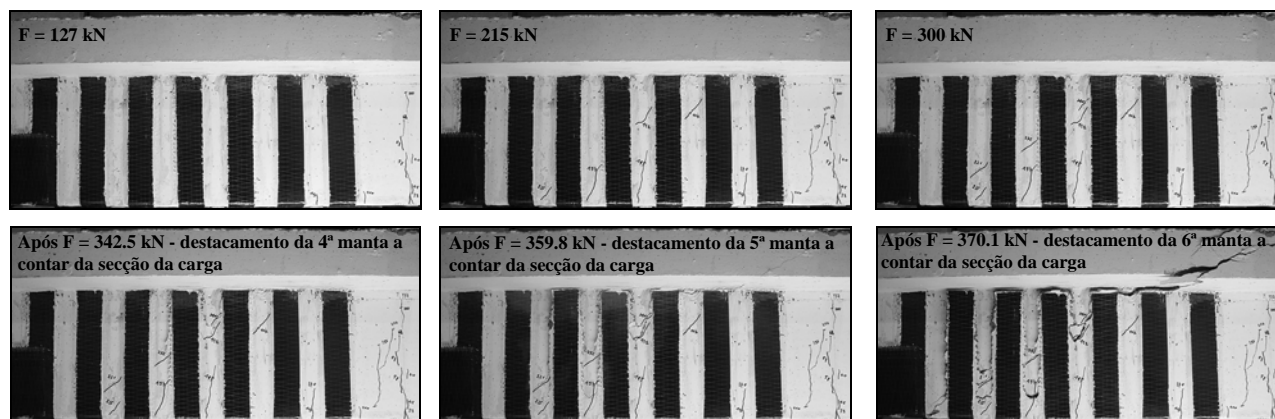 F = 127 kN
F = 215 kN
F = 300 kN
Após F = 342.5 kN - destacamento da 4ª manta a
contar da secção da carga
Após F = 359.8 kN - destacamento da 5ª manta a
contar da secção da carga
Após F = 370.1 kN - destacamento da 6ª manta a
contar da secção da carga